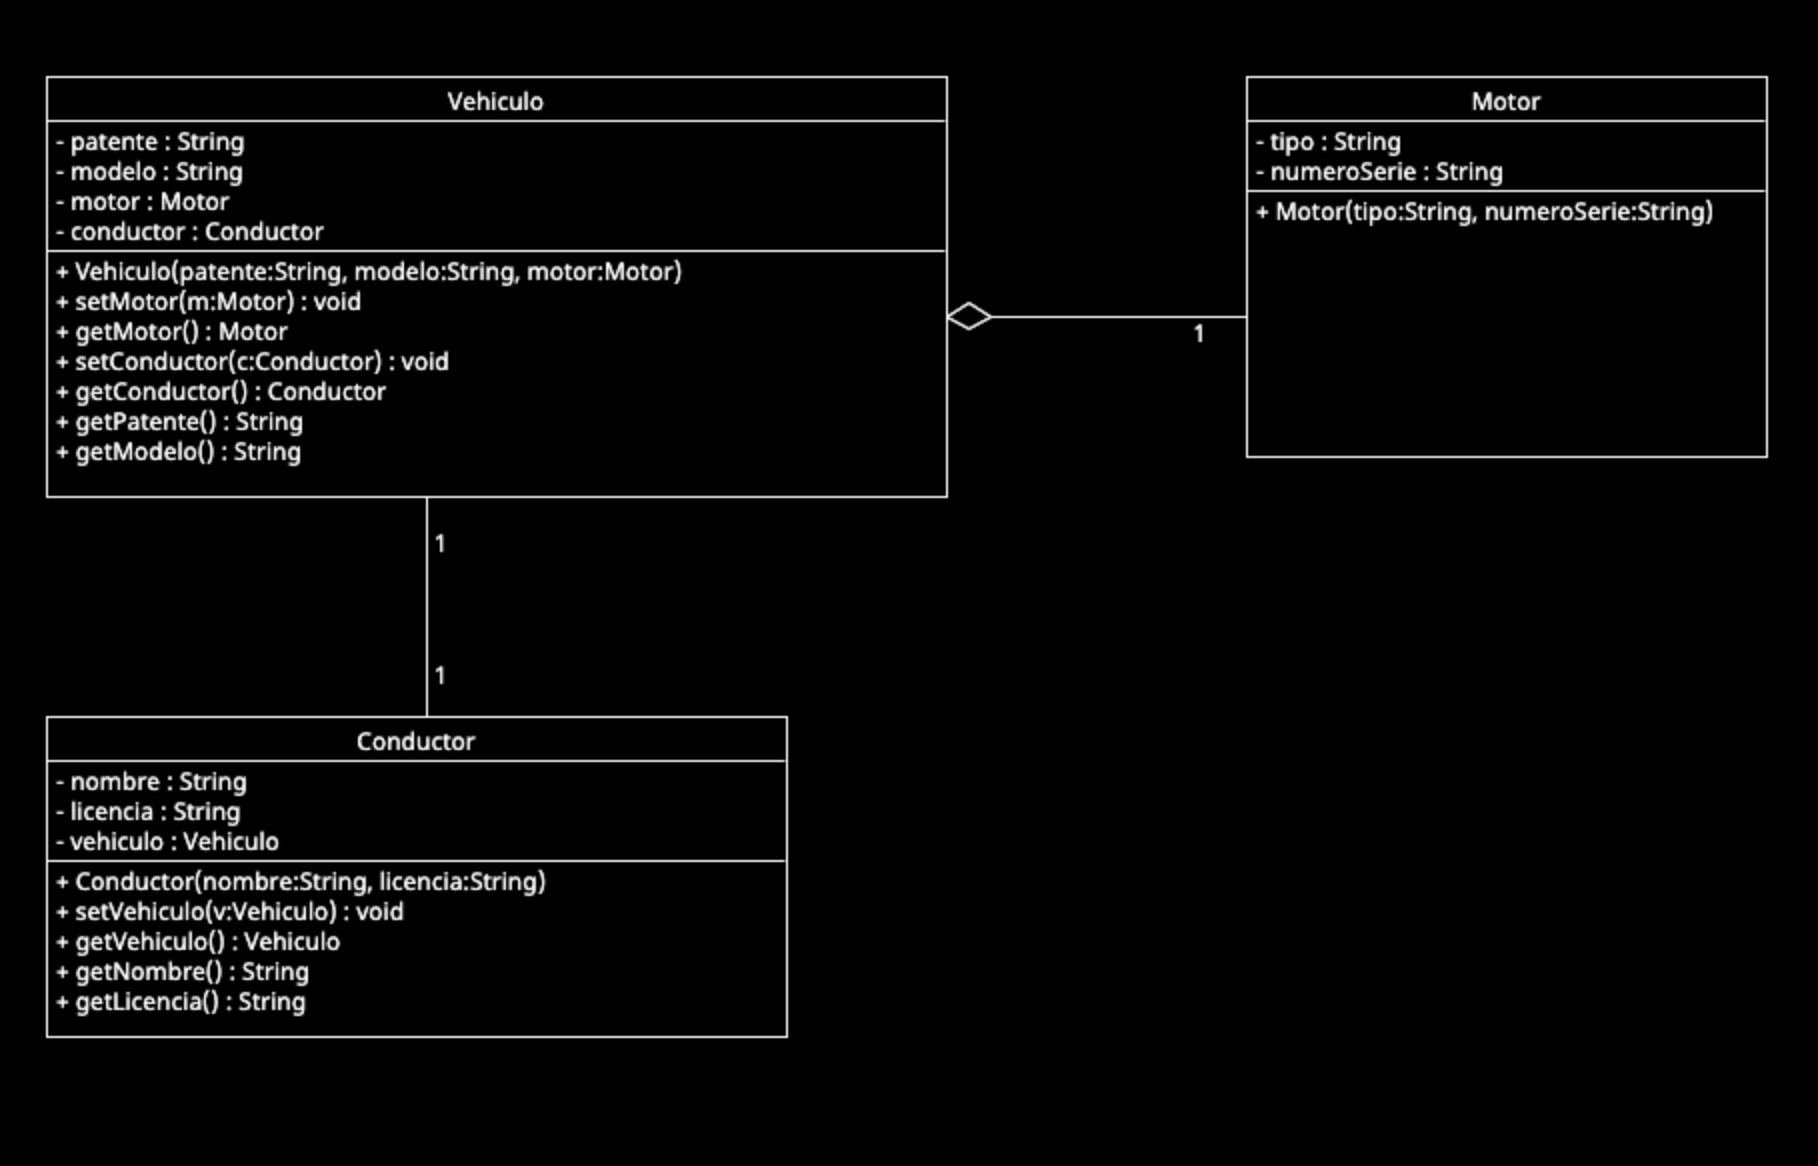 Vehiculo
- patente : String
- modelo : String
- motor : Motor
- conductor : Conductor
+ Vehiculo(patente:String, modelo:String, motor:Motor)
+ setMotor(m:Motor) : void
+ getMotor() : Motor
+ setConductor(c:Conductor) : void
+ getConductor() : Conductor
+ getPatente() : String
+ getModelo() : String
Motor
- tipo : String
- numeroSerie : String
+ Motor(tipo:String, numeroSerie:String)
1
1
1
Conductor
- nombre : String
- licencia : String
- vehiculo : Vehiculo
+ Conductor(nombre:String, licencia:String)
+ setVehiculo(v:Vehiculo) : void
+ getVehiculo() : Vehiculo
+ getNombre() : String
+ getLicencia() : String